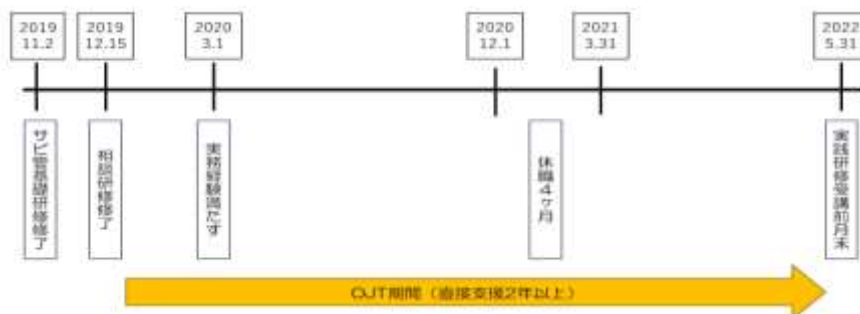 2019
11.2
2019
12.15
2020
3.1
2020
12.1
2021
3.31
2022
5.31
サビ管基礎研修修了
相談研修修了
実務経験満たす
休職4ヶ月
実践研修受講前月末
OJT期間（直接支援2年以上）